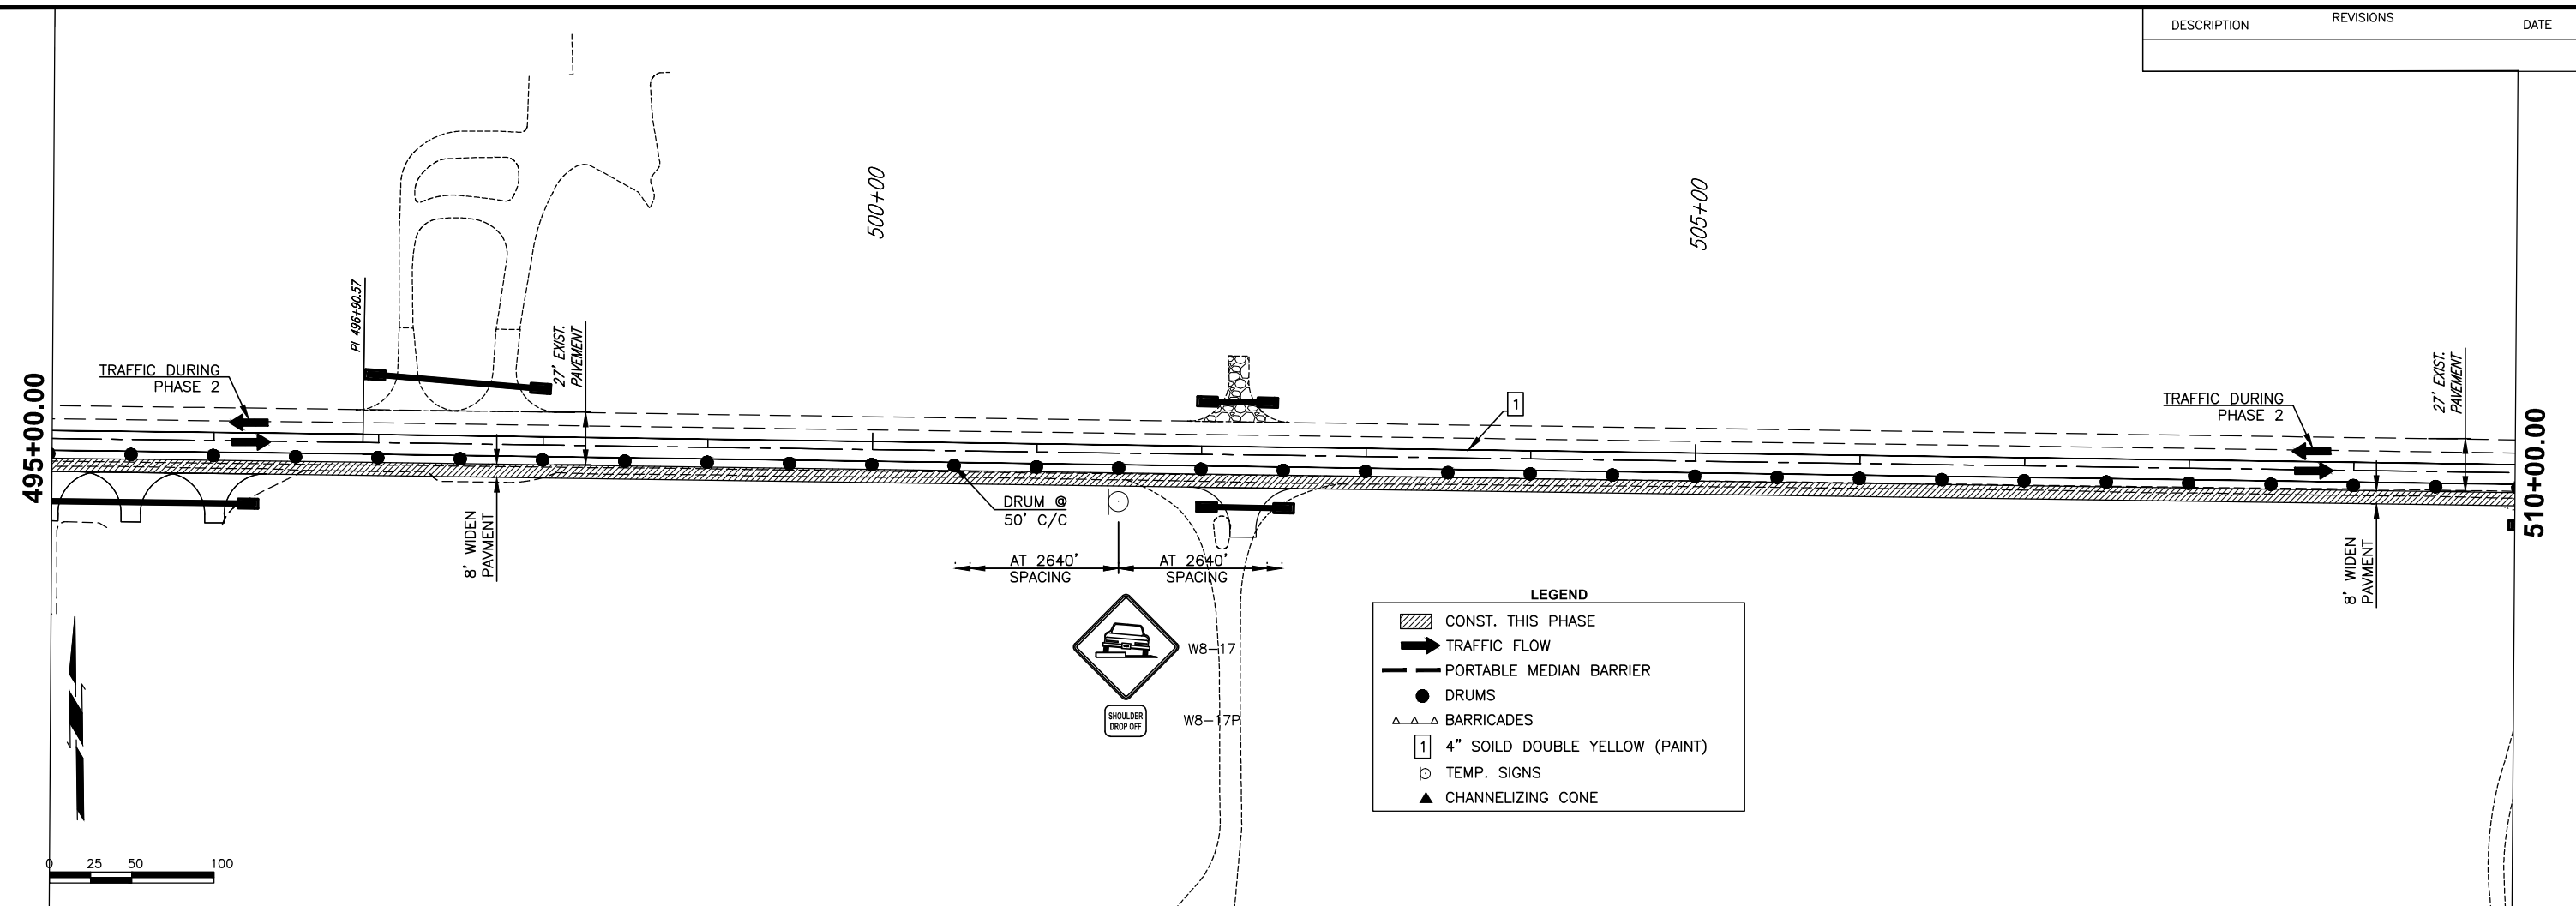 REVISIONS
DESCRIPTION
DATE
500+00
505+00
PI 496+90.57
27' EXIST.
PAVEMENT
TRAFFIC DURING
PHASE 2
495+00.00
1
TRAFFIC DURING
PHASE 2
27' EXIST.
PAVEMENT
510+00.00
DRUM @
50' C/C
8' WIDEN
PAVMENT
AT 2640'
SPACING
AT 2640'
SPACING
8' WIDEN
PAVMENT
W8-17
SHOULDER
DROP OFF
W8-17P
LEGEND
CONST. THIS PHASE
TRAFFIC FLOW
PORTABLE MEDIAN BARRIER
DRUMS
BARRICADES
1 4" SOILD DOUBLE YELLOW (PAINT)
TEMP. SIGNS
CHANNELIZING CONE
0 25 50 100